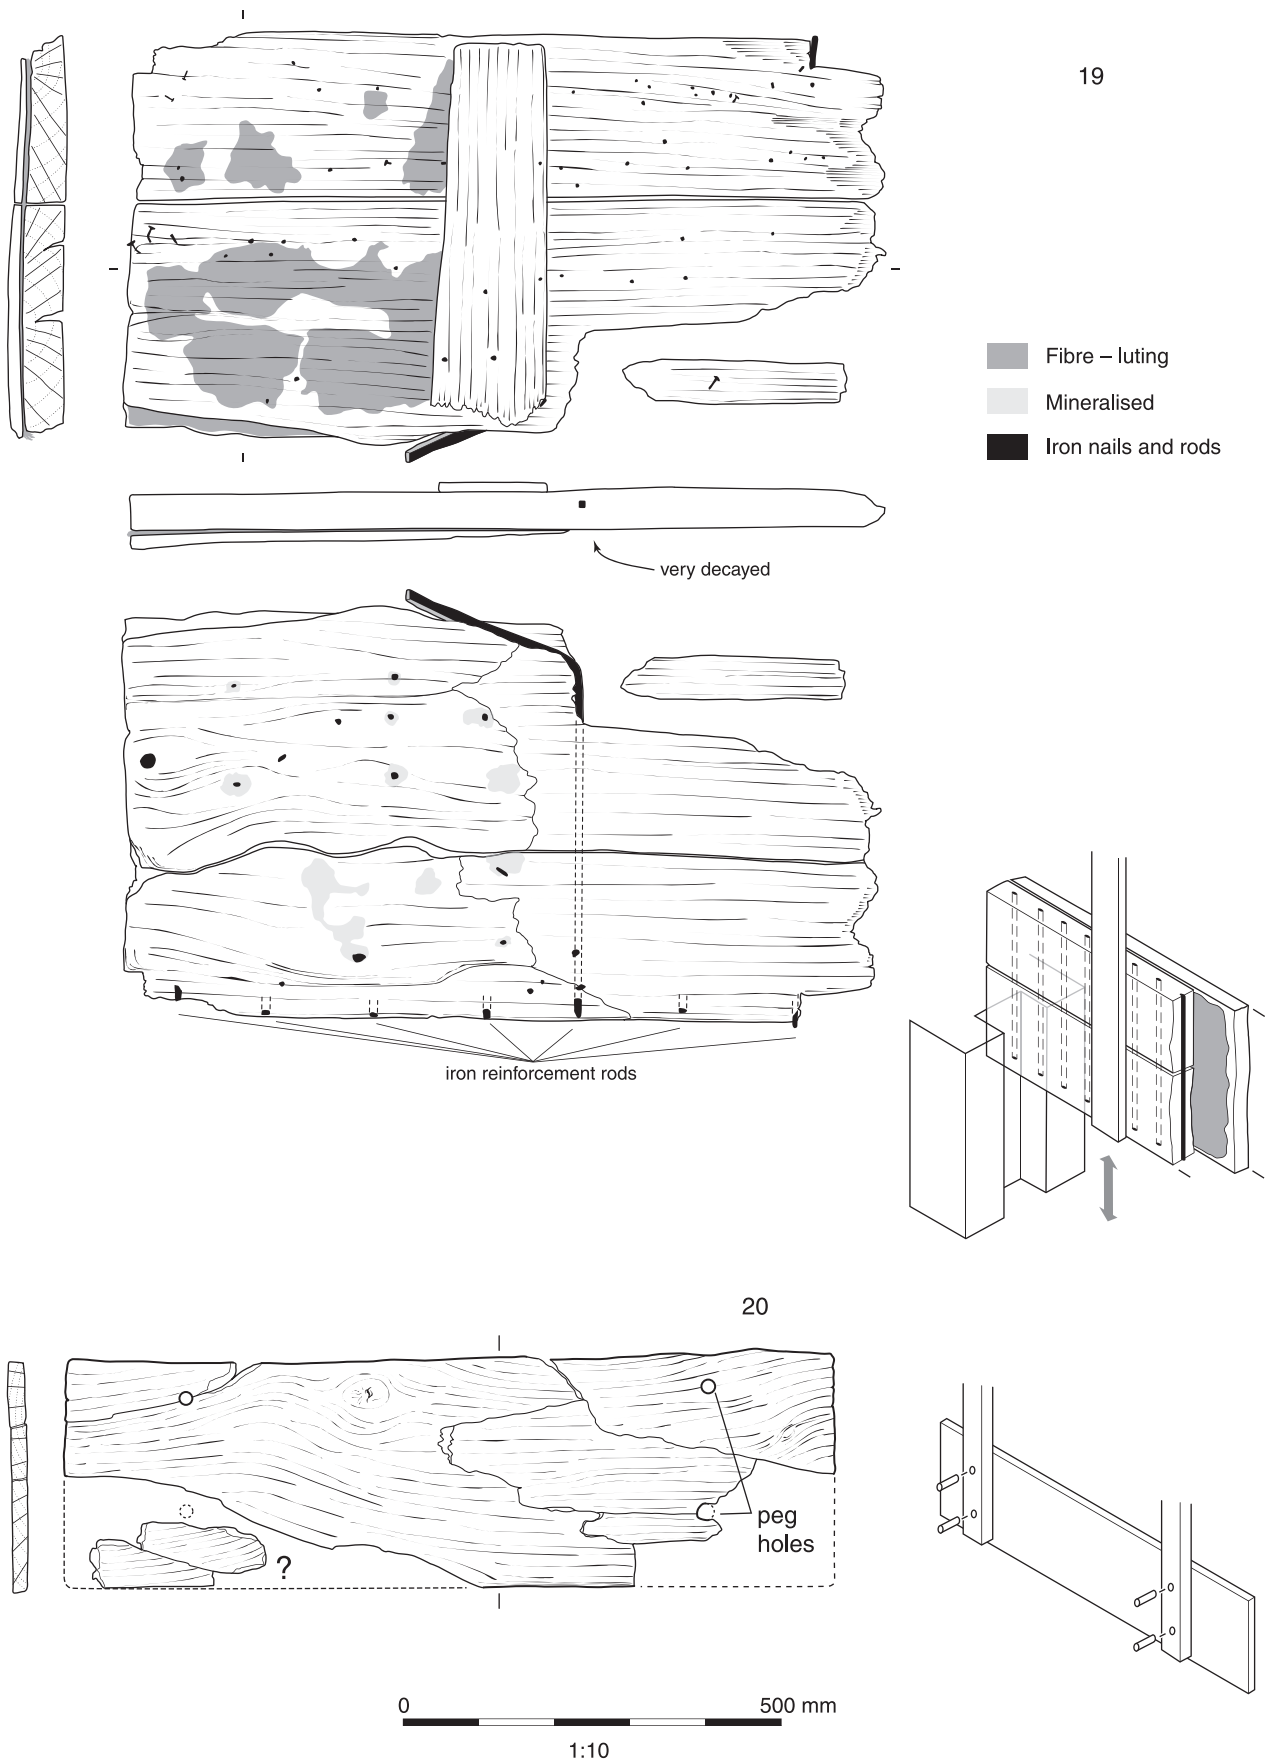 19
Fibre – luting
Mineralised
Iron nails and rods
very decayed
iron reinforcement rods
20
peg
holes
?
0 500 mm
1:10